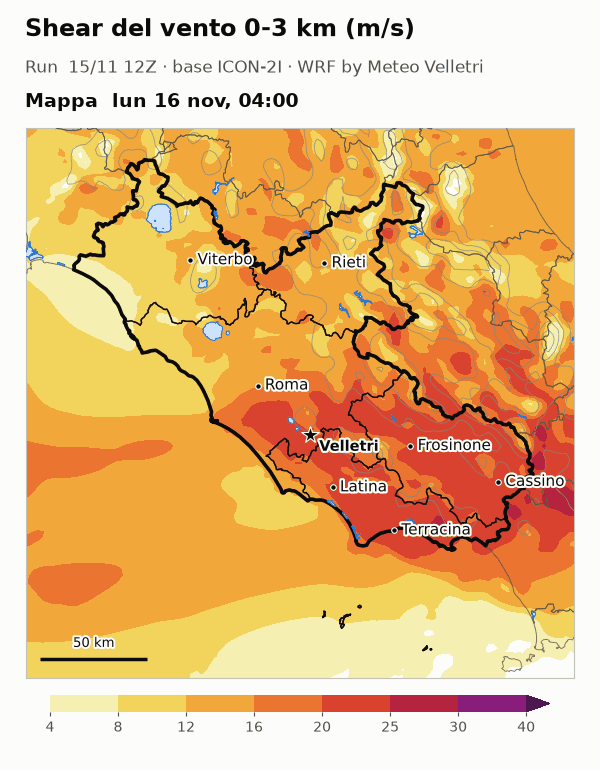 Shear del vento 0-3 km (m/s)
Run  15/11 12Z · base ICON-2I · WRF by Meteo Velletri
Mappa  lun 16 nov, 04:00
Viterbo
Rieti
Roma
Velletri
Frosinone
Cassino
Latina
Terracina
50 km
4 8 12 16 20 25 30 40